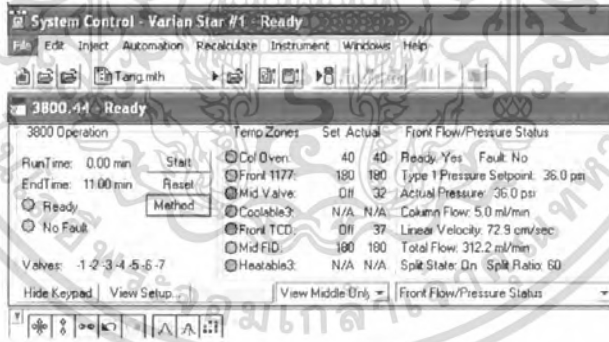 System Control - Varian Star #1 - Ready
File Edit Inject Automation Recalculate Instrument Windows Help
Tang.mth
3800.44 - Ready
3800 Operation Temp Zones Set Actual Front Flow/Pressure Status
RunTime: 0.00 min Start Col Oven: 40 40 Ready: Yes Fault: No
EndTime: 11.00 min Reset Front 1177: 180 180 Type 1 Pressure Setpoint: 36.0 psi
Ready Method Mid Valve: Off 32 Actual Pressure: 36.0 psi
No Fault Coolable3: N/A N/A Column Flow: 5.0 ml/min
Front TCD: Off 37 Linear Velocity: 72.9 cm/sec
Mid FID: 180 180 Total Flow: 312.2 ml/min
Valves: -1 -2 -3 -4 -5 -6 -7 Heatable3: N/A N/A Split State: On Split Ratio: 60
Hide Keypad View Setup... View Middle Only Front Flow/Pressure Status